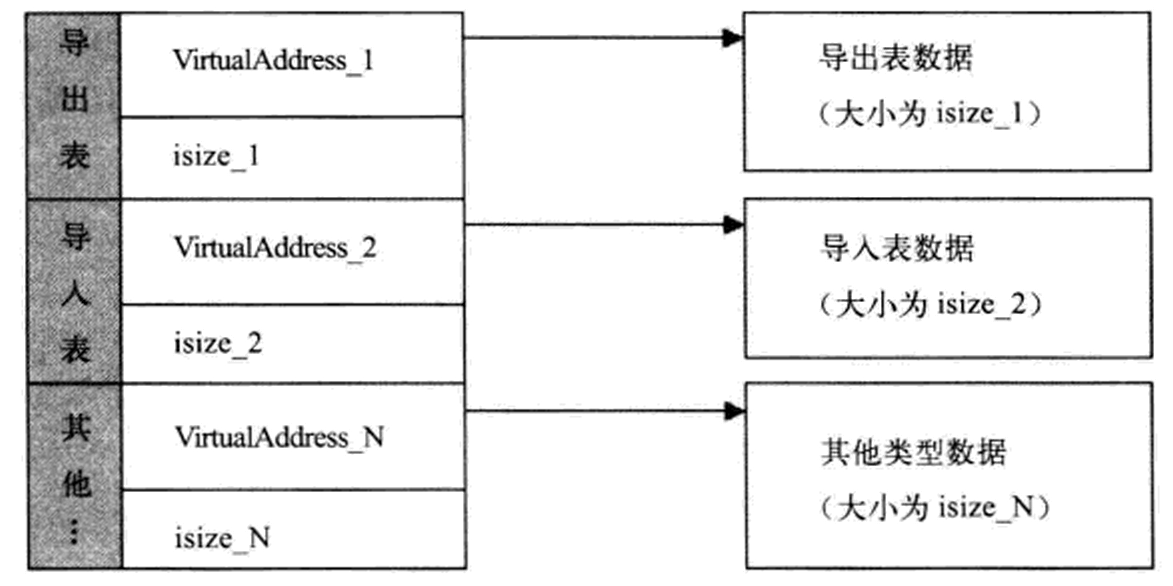 导出表
VirtualAddress_1
isize_1
导出表数据
（大小为 isize_1）
导入表
VirtualAddress_2
isize_2
导入表数据
（大小为 isize_2）
其他…
VirtualAddress_N
isize_N
其他类型数据
（大小为 isize_N）